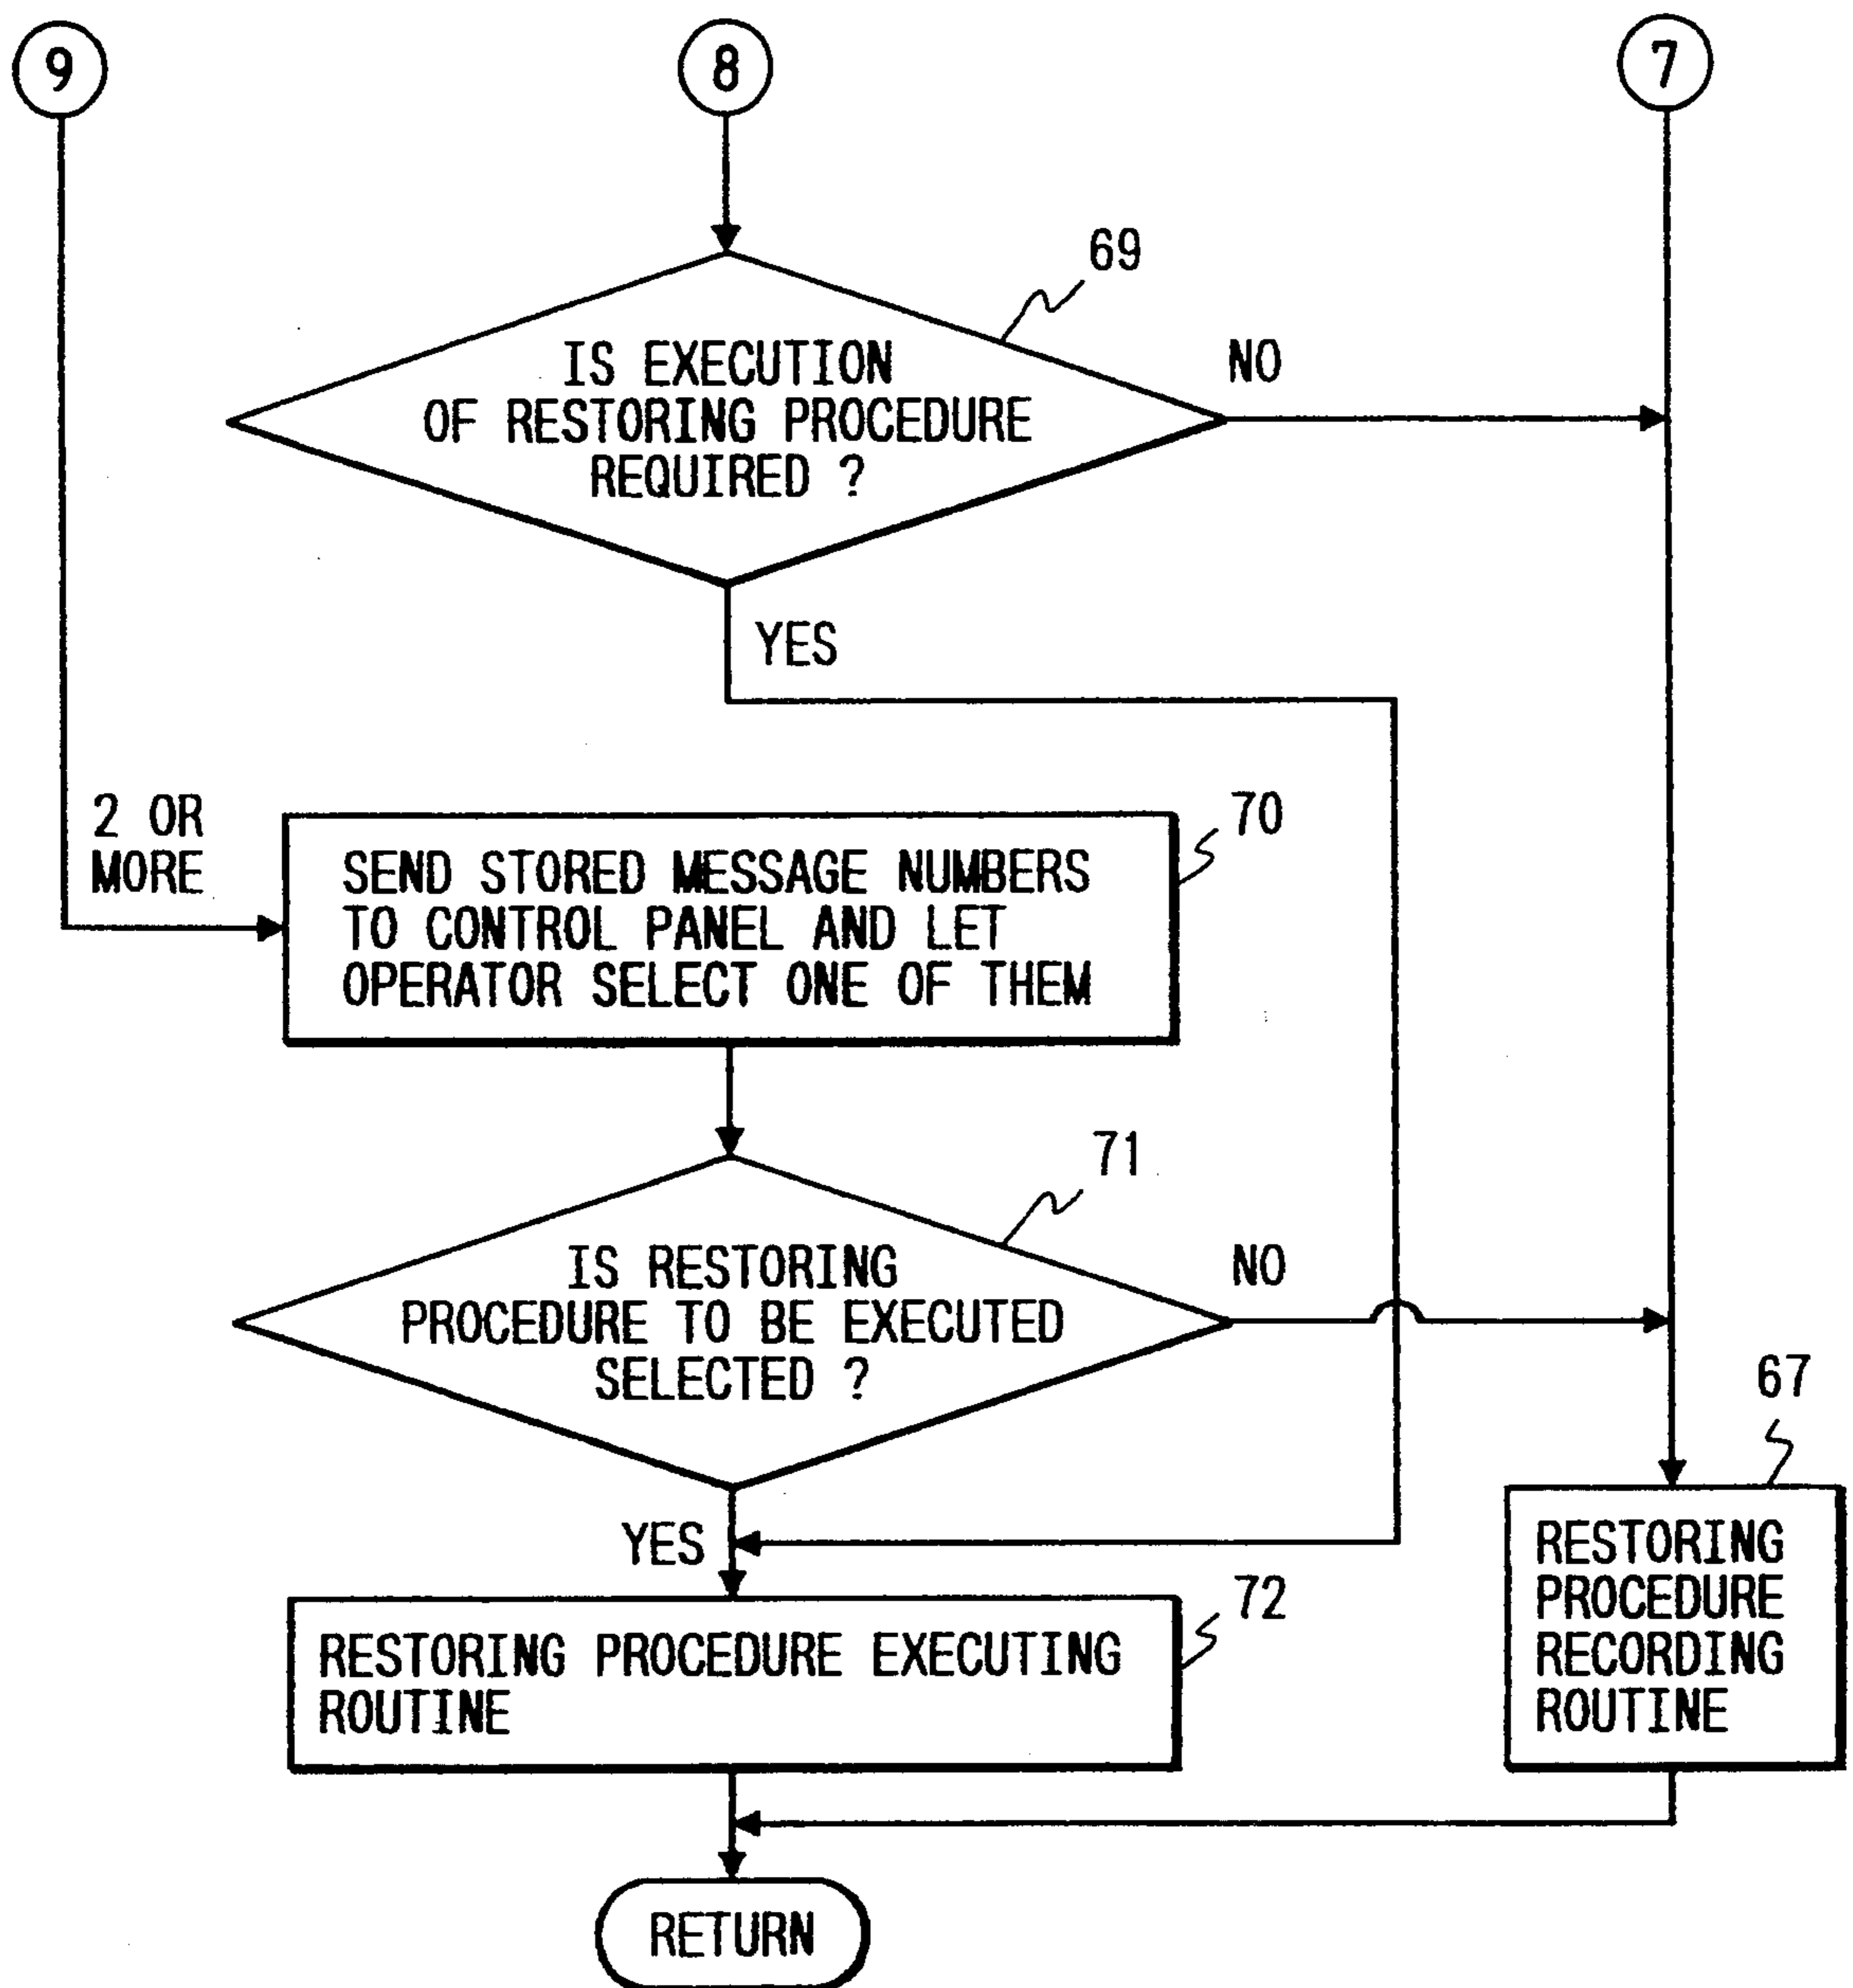 9
8
7
69
IS EXECUTION
OF RESTORING PROCEDURE
REQUIRED ?
NO
YES
2 OR
MORE
70
SEND STORED MESSAGE NUMBERS
TO CONTROL PANEL AND LET
OPERATOR SELECT ONE OF THEM
71
IS RESTORING
PROCEDURE TO BE EXECUTED
SELECTED ?
NO
67
YES
RESTORING
PROCEDURE
RECORDING
ROUTINE
72
RESTORING PROCEDURE EXECUTING
ROUTINE
RETURN